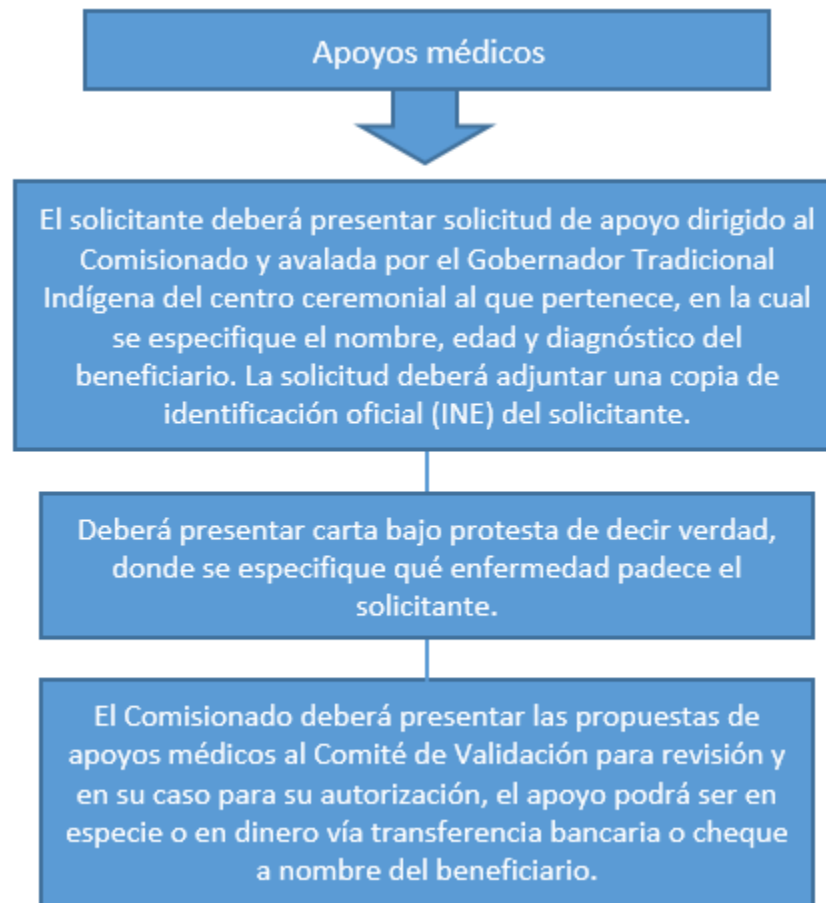 Apoyos médicos
El solicitante deberá presentar solicitud de apoyo dirigido al
Comisionado y avalada por el Gobernador Tradicional
Indígena del centro ceremonial al que pertenece, en la cual
se especifique el nombre, edad y diagnóstico del
beneficiario. La solicitud deberá adjuntar una copia de
identificación oficial (INE) del solicitante.
Deberá presentar carta bajo protesta de decir verdad,
donde se especifique qué enfermedad padece el
solicitante.
El Comisionado deberá presentar las propuestas de
apoyos médicos al Comité de Validación para revisión y
en su caso para su autorización, el apoyo podrá ser en
especie o en dinero vía transferencia bancaria o cheque
a nombre del beneficiario.